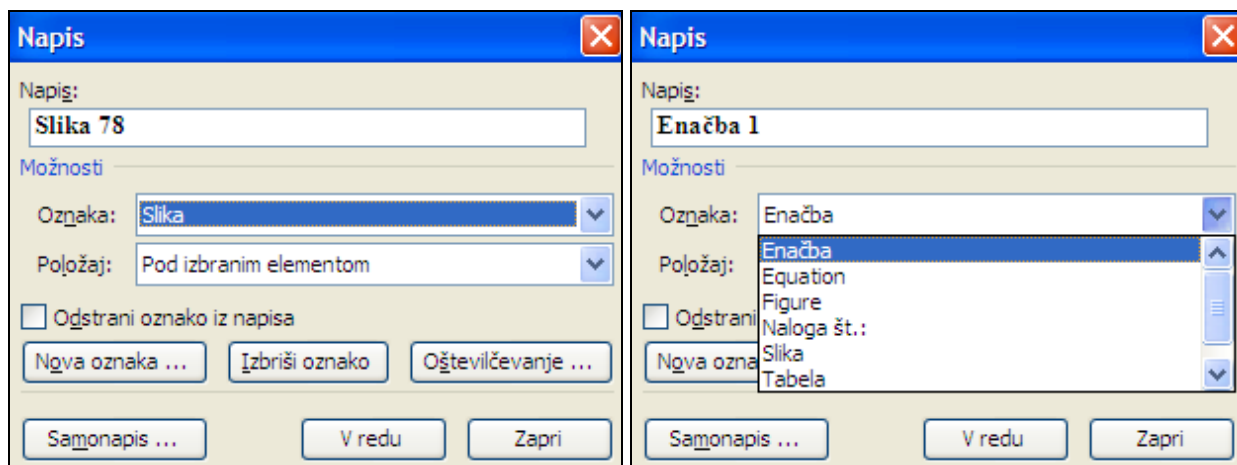 Napis
Napis:
Slika 78
Možnosti
Oznaka: Slika
Položaj: Pod izbranim elementom
Odstrani oznako iz napisa
Nova oznaka ... Izbriši oznako Oštevilčevanje ...
Samonapis ... V redu Zapri
Napis
Napis:
Enačba 1
Možnosti
Oznaka: Enačba
Položaj:
Enačba
Equation
Figure
Naloga št.:
Slika
Tabela
Odstrani
Nova ozna
Samonapis ... V redu Zapri